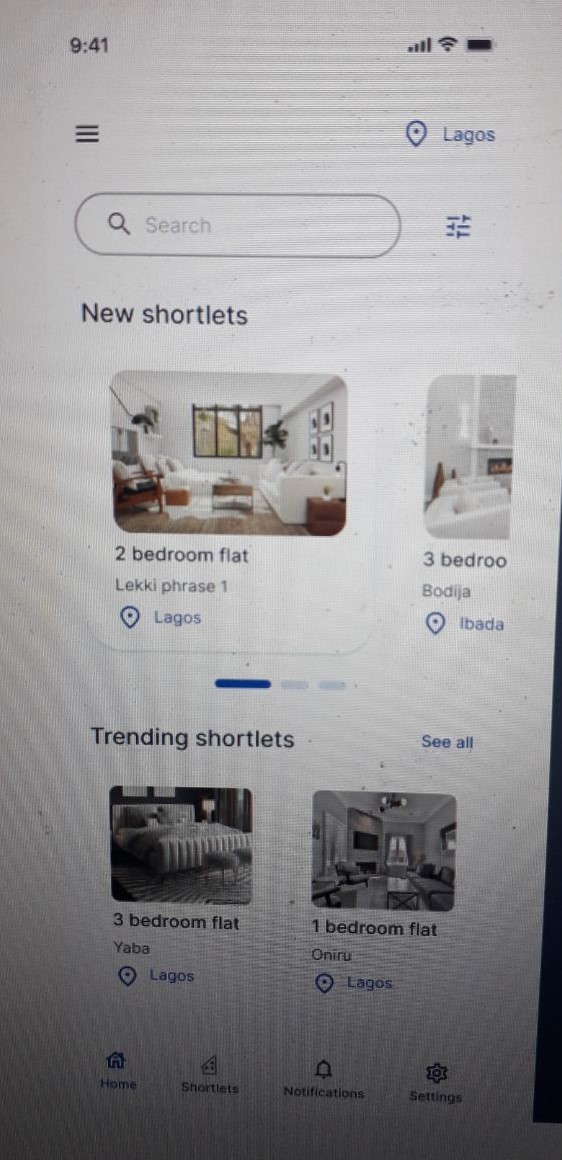 9:41
Lagos
Search
New shortlets
2 bedroom flat
Lekki phrase 1
Lagos
3 bedroo
Bodija
Ibada
Trending shortlets
See all
3 bedroom flat
Yaba
Lagos
1 bedroom flat
Oniru
Lagos
Home
Shortlets
Notifications
Settings